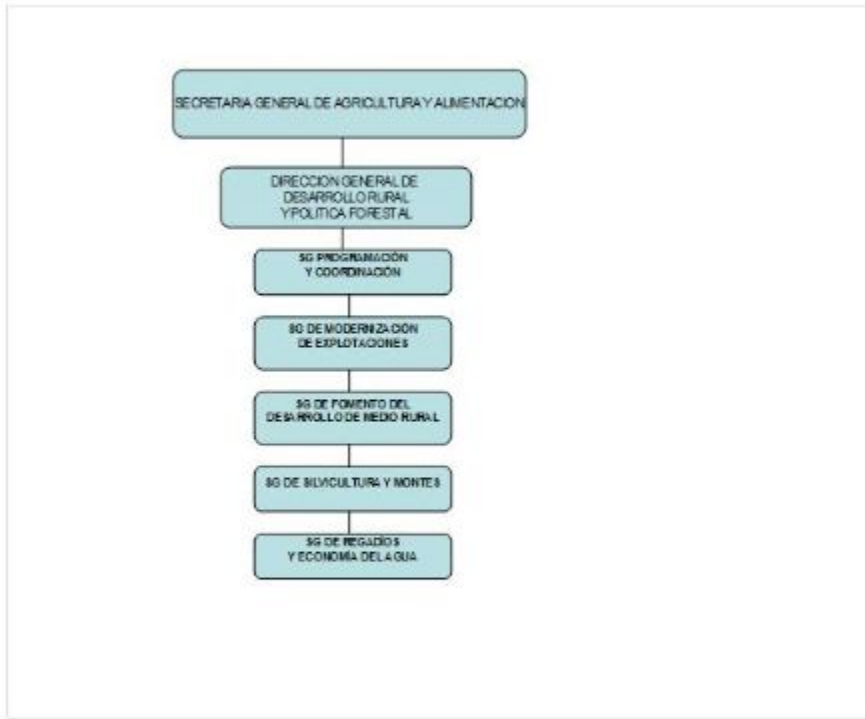 SECRETARIA GENERAL DE AGRICULTURA Y ALIMENTACION
DIRECCION GENERAL DE
DESARROLLO RURAL
Y POLITICA FORESTAL
SG PROGRAMACIÓN
Y COORDINACIÓN
SG DE MODERNIZACIÓN
DE EXPLOTACIONES
SG DE FOMENTO DEL
DESARROLLO DE MEDIO RURAL
SG DE SILVICULTURA Y MONTES
SG DE REGADÍOS
Y ECONOMÍA DEL AGUA